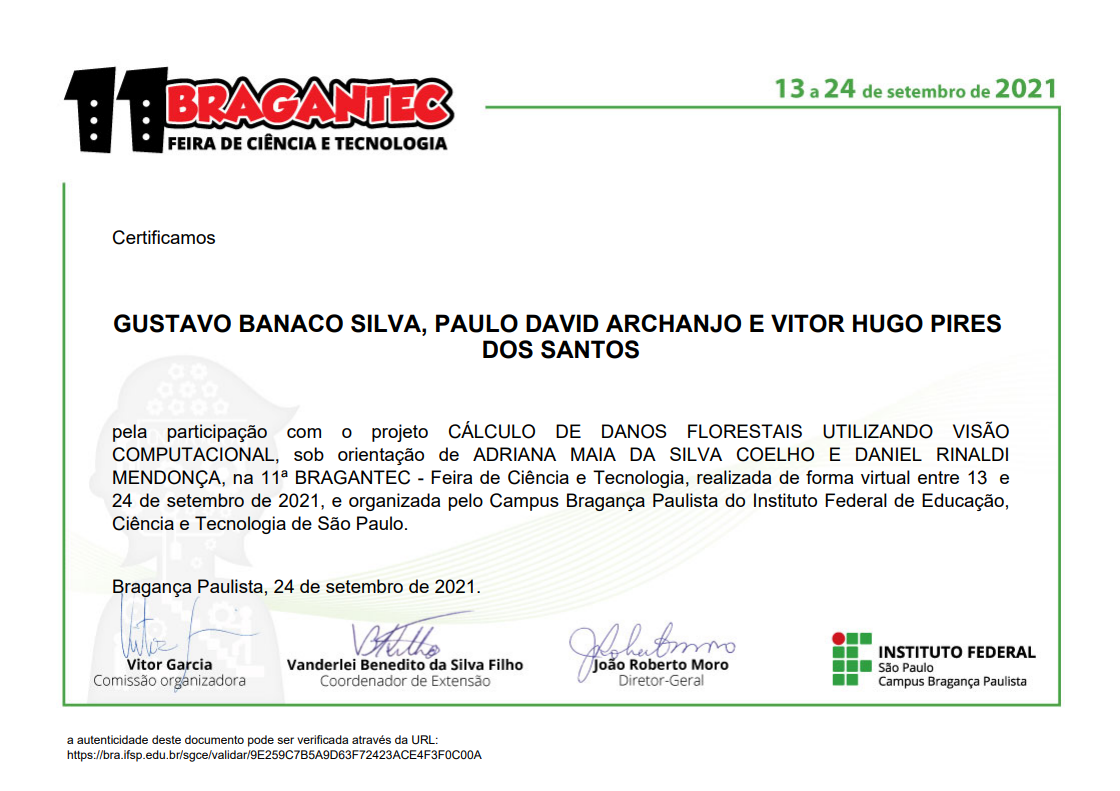 11 BRAGANTEC
FEIRA DE CIÊNCIA E TECNOLOGIA
13 a 24 de setembro de 2021
Certificamos
GUSTAVO BANACO SILVA, PAULO DAVID ARCHANJO E VITOR HUGO PIRES
DOS SANTOS
pela participação com o projeto CÁLCULO DE DANOS FLORESTAIS UTILIZANDO VISÃO
COMPUTACIONAL, sob orientação de ADRIANA MAIA DA SILVA COELHO E DANIEL RINALDI
MENDONÇA, na 11ª BRAGANTEC - Feira de Ciência e Tecnologia, realizada de forma virtual entre 13 e
24 de setembro de 2021, e organizada pelo Campus Bragança Paulista do Instituto Federal de Educação,
Ciência e Tecnologia de São Paulo.
Bragança Paulista, 24 de setembro de 2021.
Vitor Garcia
Comissão organizadora
Vanderlei Benedito da Silva Filho
Coordenador de Extensão
João Roberto Moro
Diretor-Geral
INSTITUTO FEDERAL
São Paulo
Campus Bragança Paulista
a autenticidade deste documento pode ser verificada através da URL:
https://bra.ifsp.edu.br/sgce/validar/9E259C7B5A9D63F72423ACE4F3F0C00A